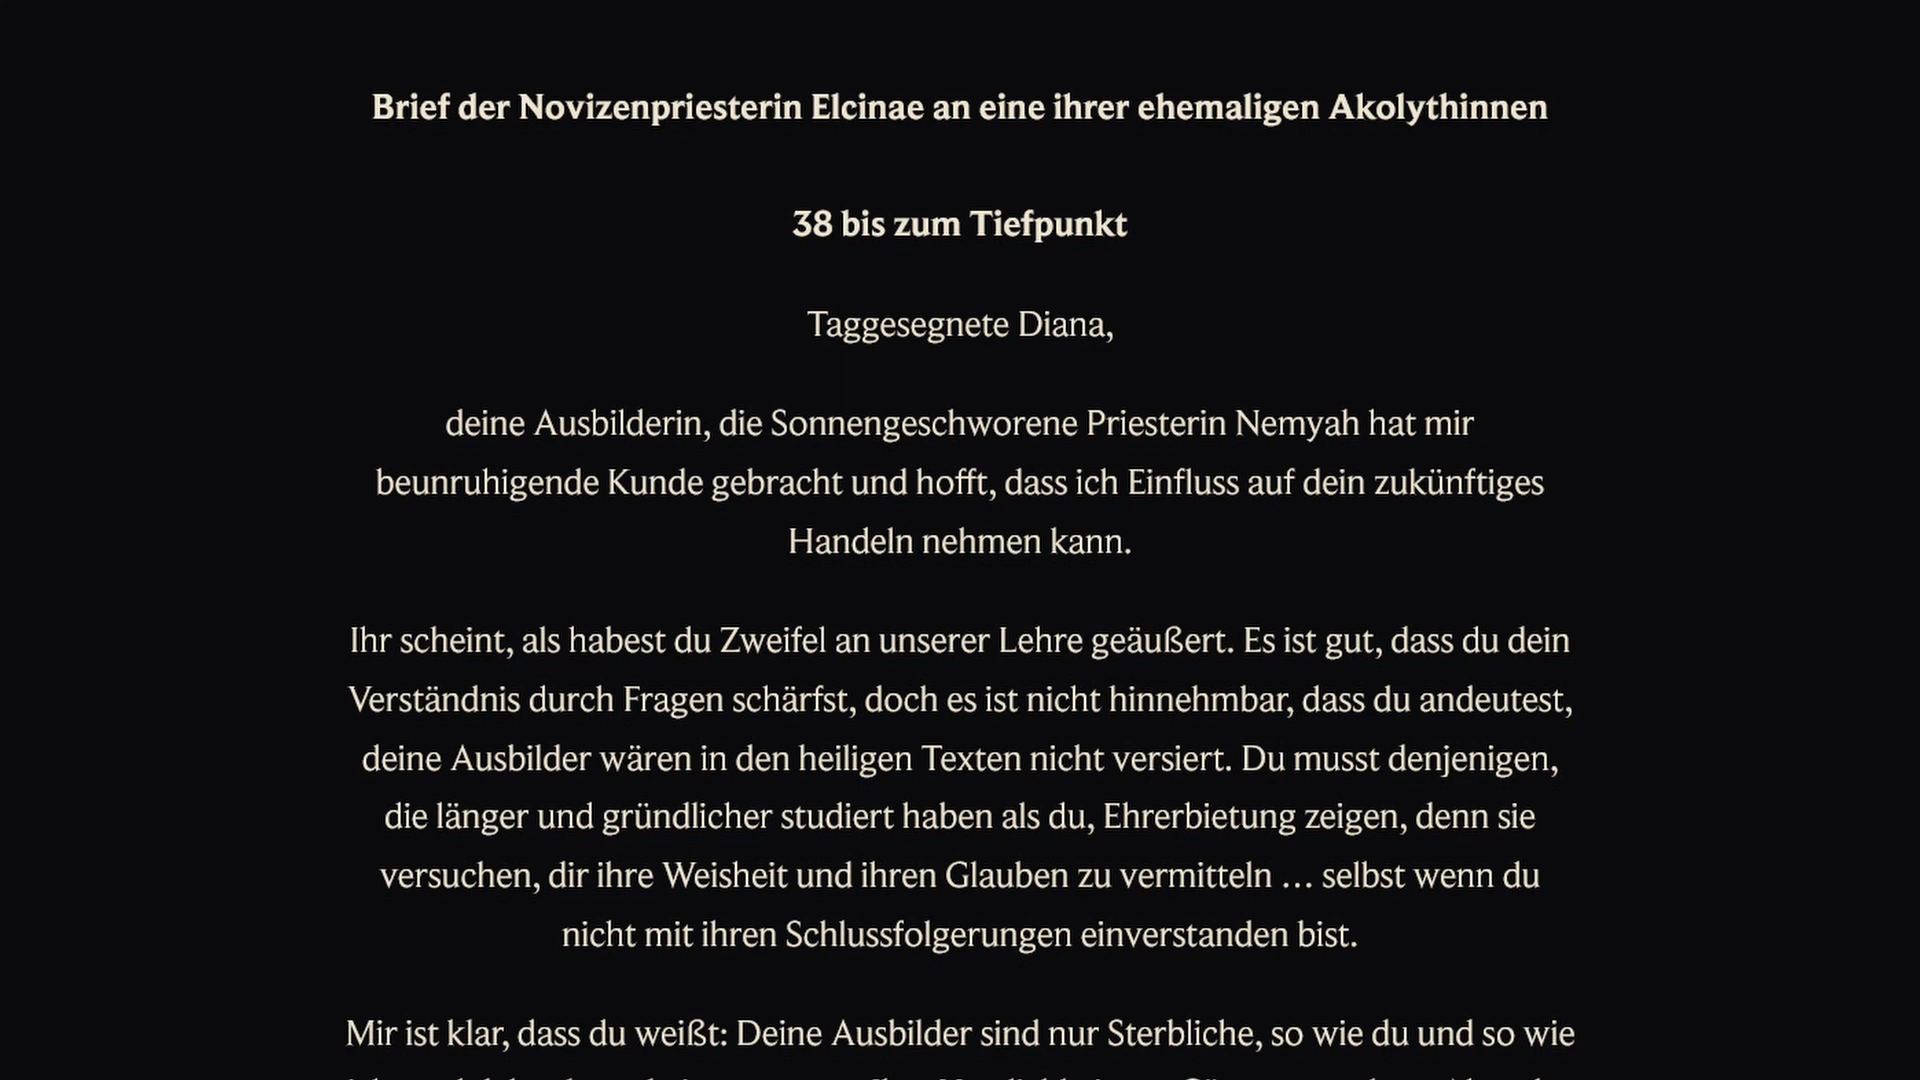 Brief der Novizenpriesterin Elcinae an eine ihrer ehemaligen Akolythinnen
38 bis zum Tiefpunkt
Taggesegnete Diana,
deine Ausbilderin, die Sonnengeschworene Priesterin Nemyah hat mir
beunruhigende Kunde gebracht und hofft, dass ich Einfluss auf dein zukünftiges
Handeln nehmen kann.
Ihr scheint, als habest du Zweifel an unserer Lehre geäußert. Es ist gut, dass du dein
Verständnis durch Fragen schärfst, doch es ist nicht hinnehmbar, dass du andeutest,
deine Ausbilder wären in den heiligen Texten nicht versiert. Du musst denjenigen,
die länger und gründlicher studiert haben als du, Ehrerbietung zeigen, denn sie
versuchen, dir ihre Weisheit und ihren Glauben zu vermitteln … selbst wenn du
nicht mit ihren Schlussfolgerungen einverstanden bist.
Mir ist klar, dass du weißt: Deine Ausbilder sind nur Sterbliche, so wie du und so wie